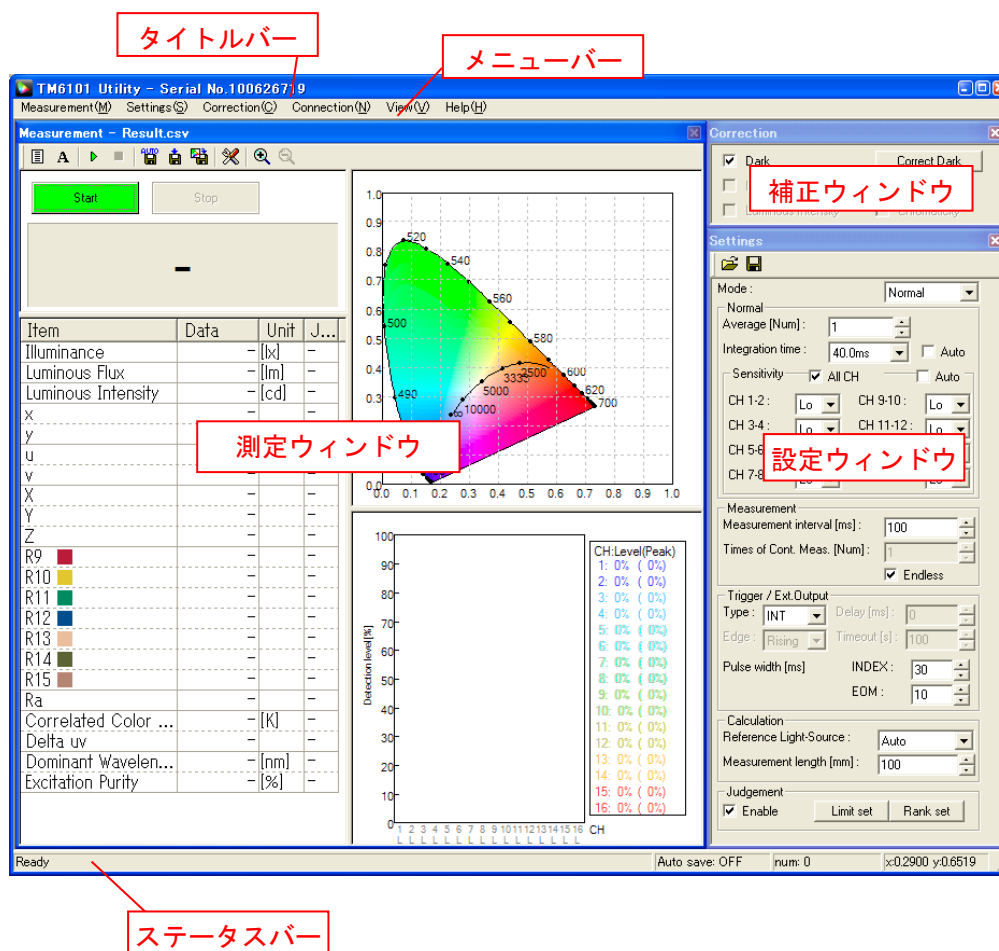 タイトルバー
メニューバー
TM6101 Utility - Serial No.100626719
Measurement(M) Settings(S) Correction(C) Connection(N) View(V) Help(H)
Measurement - Result.csv
A AUTO
Start Stop
-
Item Data Unit J...
Illuminance - [lx] -
Luminous Flux - [lm] -
Luminous Intensity - [cd] -
x - -
y - -
u
v
X - -
Y - -
Z - -
R9 - -
R10 - -
R11 - -
R12 - -
R13 - -
R14 - -
R15 - -
Ra - -
Correlated Color ... - [K] -
Delta uv - -
Dominant Wavelen... - [nm] -
Excitation Purity - [%] -
測定ウィンドウ
1.0
0.9
0.8
0.7
0.6
0.5
0.4
0.3
0.0
520
540
560
500
580
3335 2500 600
490 5000 620
∞ 10000 700
0.0 0.1 0.2 0.3 0.4 0.5 0.6 0.7 0.8 0.9 1.0
Detection level[%]
100
90
80
70
60
50
40
30
20
10
0
1 2 3 4 5 6 7 8 9 10 11 12 13 14 15 16 CH
L L L L L L L L L L L L L L L L
CH:Level(Peak)
1: 0% ( 0%)
2: 0% ( 0%)
3: 0% ( 0%)
4: 0% ( 0%)
5: 0% ( 0%)
6: 0% ( 0%)
7: 0% ( 0%)
8: 0% ( 0%)
9: 0% ( 0%)
10: 0% ( 0%)
11: 0% ( 0%)
12: 0% ( 0%)
13: 0% ( 0%)
14: 0% ( 0%)
15: 0% ( 0%)
16: 0% ( 0%)
Correction
Dark Correct Dark
補正ウィンドウ
Luminous Intensity Chromaticity
Settings
Mode : Normal
Normal
Average [Num] : 1
Integration time : 40.0ms Auto
Sensitivity All CH Auto
CH 1-2 : Lo CH 9-10 : Lo
CH 3-4 : Lo CH 11-12 : Lo
CH 5-6
CH 7-8
設定ウィンドウ
Measurement
Measurement interval [ms] : 100
Times of Cont. Meas. [Num] : 1
Endless
Trigger / Ext.Output
Type : INT Delay [ms] : 0
Edge : Rising Timeout [s] : 100
Pulse width [ms] INDEX : 30
EOM : 10
Calculation
Reference Light-Source : Auto
Measurement length [mm] : 100
Judgement
Enable Limit set Rank set
Ready Auto save: OFF num: 0 x:0.2900 y:0.6519
ステータスバー